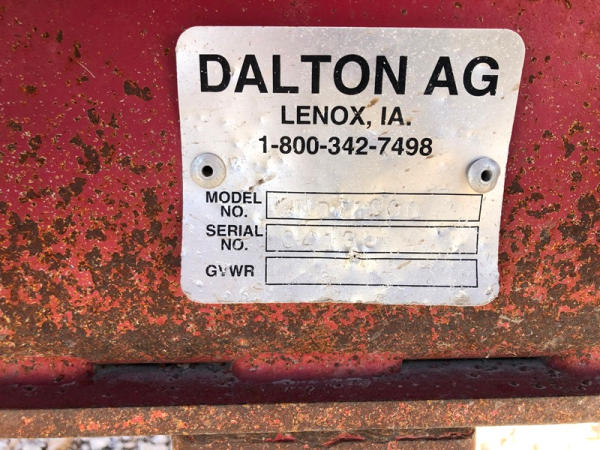 DALTON AG
LENOX, IA.
1-800-342-7498
MODEL
NO.
SERIAL
NO.
GVWR